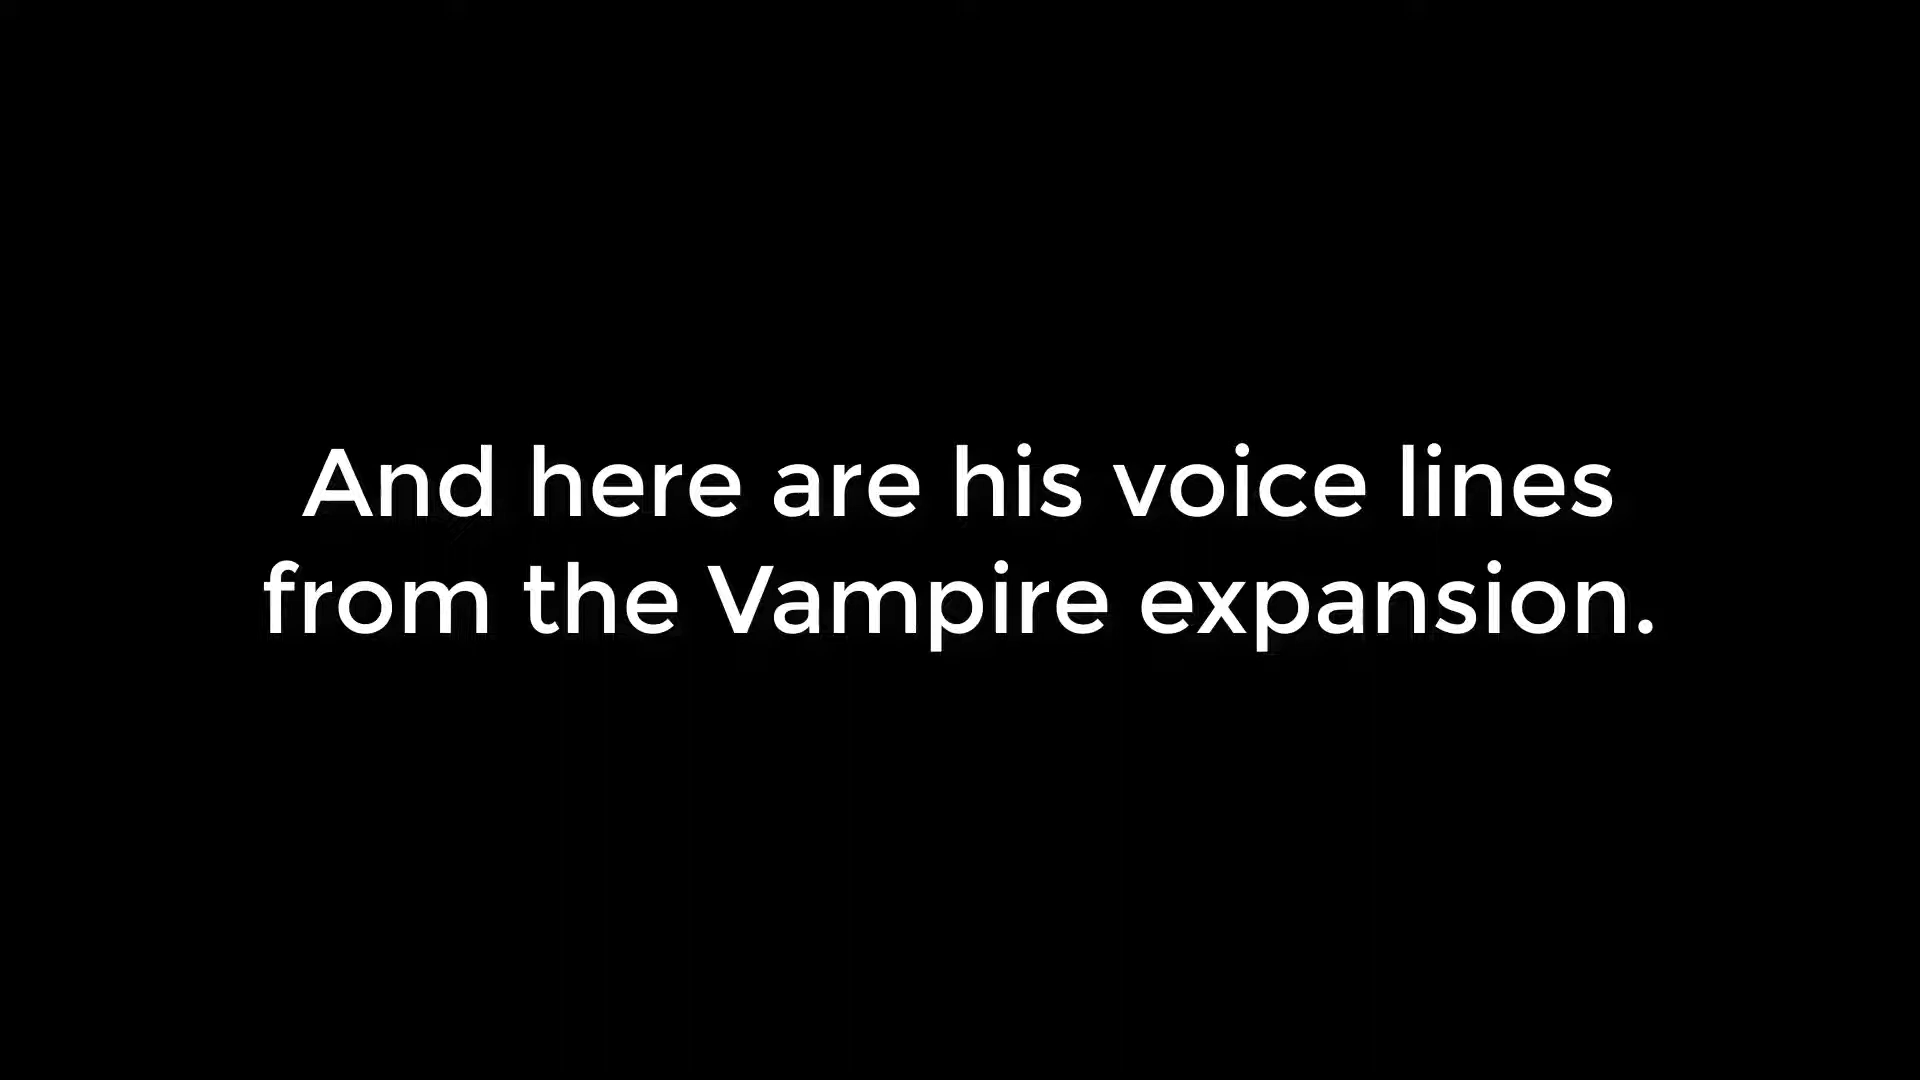 And here are his voice lines
from the Vampire expansion.